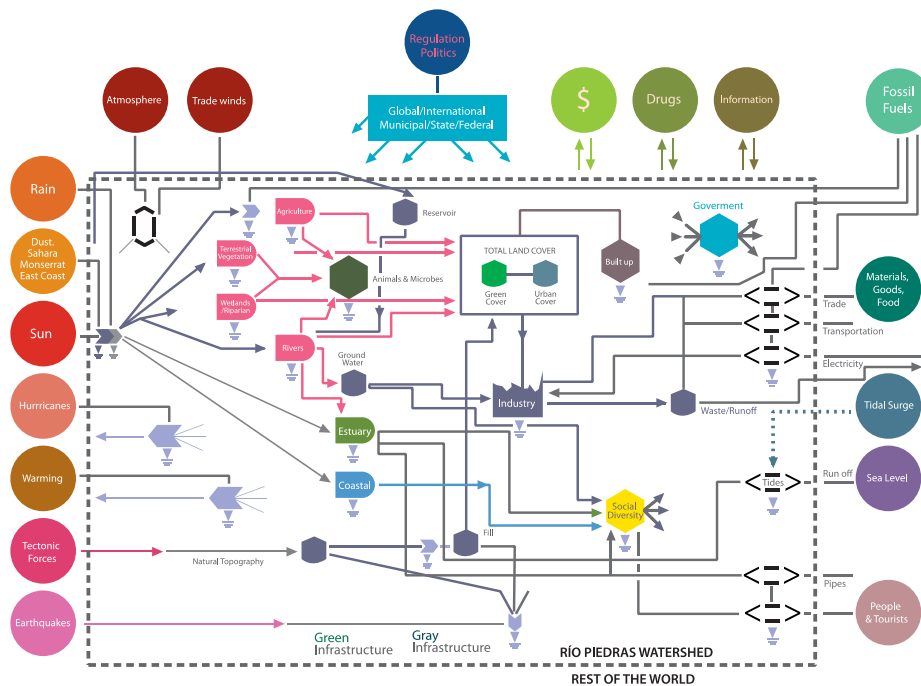 Regulation
Politics
Atmosphere
Trade winds
Global/International
Municipal/State/Federal
$
Drugs
Information
Fossil
Fuels
Rain
Dust.
Sahara
Monserrat
East Coast
Sun
Hurrricanes
Warming
Tectonic
Forces
Earthquakes
Agriculture
Reservoir
Terrestrial
Vegetation
Animals & Microbes
Wetlands
/Riparian
Rivers
Ground
Water
TOTAL LAND COVER
Green
Cover
Urban
Cover
Built up
Goverment
Materials,
Goods,
Food
Trade
Transportation
Electricity
Industry
Waste/Runoff
Tidal Surge
Estuary
Coastal
Social
Diversity
Tides
Run off
Sea Level
Fill
Natural Topography
Pipes
People
& Tourists
Green
Infrastructure
Gray
Infrastructure
RÍO PIEDRAS WATERSHED
REST OF THE WORLD